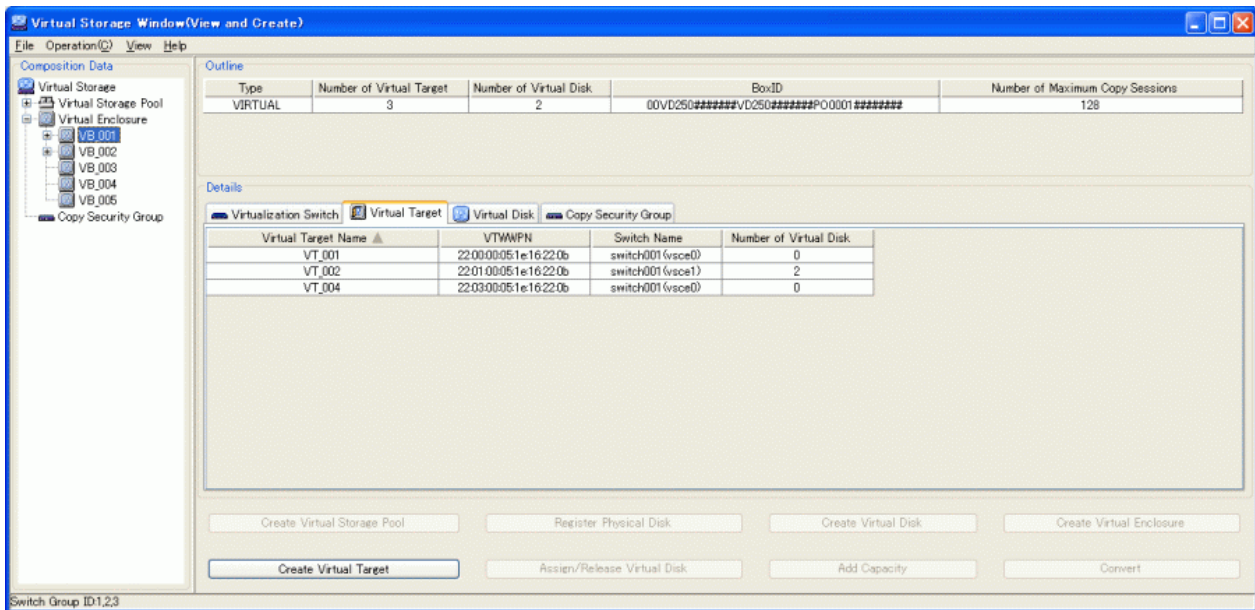 Virtual Storage Window(View and Create)
File Operation(C) View Help
Composition Data
Virtual Storage
Virtual Storage Pool
Virtual Enclosure
VB_001
VB_002
VB_003
VB_004
VB_005
Copy Security Group
Outline
Type Number of Virtual Target Number of Virtual Disk BoxID Number of Maximum Copy Sessions
VIRTUAL 3 2 00VD250#######VD250#######PO0001######## 128
Details
Virtualization Switch Virtual Target Virtual Disk Copy Security Group
Virtual Target Name VTWWPN Switch Name Number of Virtual Disk
VT_001 22:00:00:05:1e:16:22:0b switch001(vsce0) 0
VT_002 22:01:00:05:1e:16:22:0b switch001(vsce1) 2
VT_004 22:03:00:05:1e:16:22:0b switch001(vsce0) 0
Create Virtual Storage Pool Register Physical Disk Create Virtual Disk Create Virtual Enclosure
Create Virtual Target Assign/Release Virtual Disk Add Capacity Convert
Switch Group ID:1,2,3